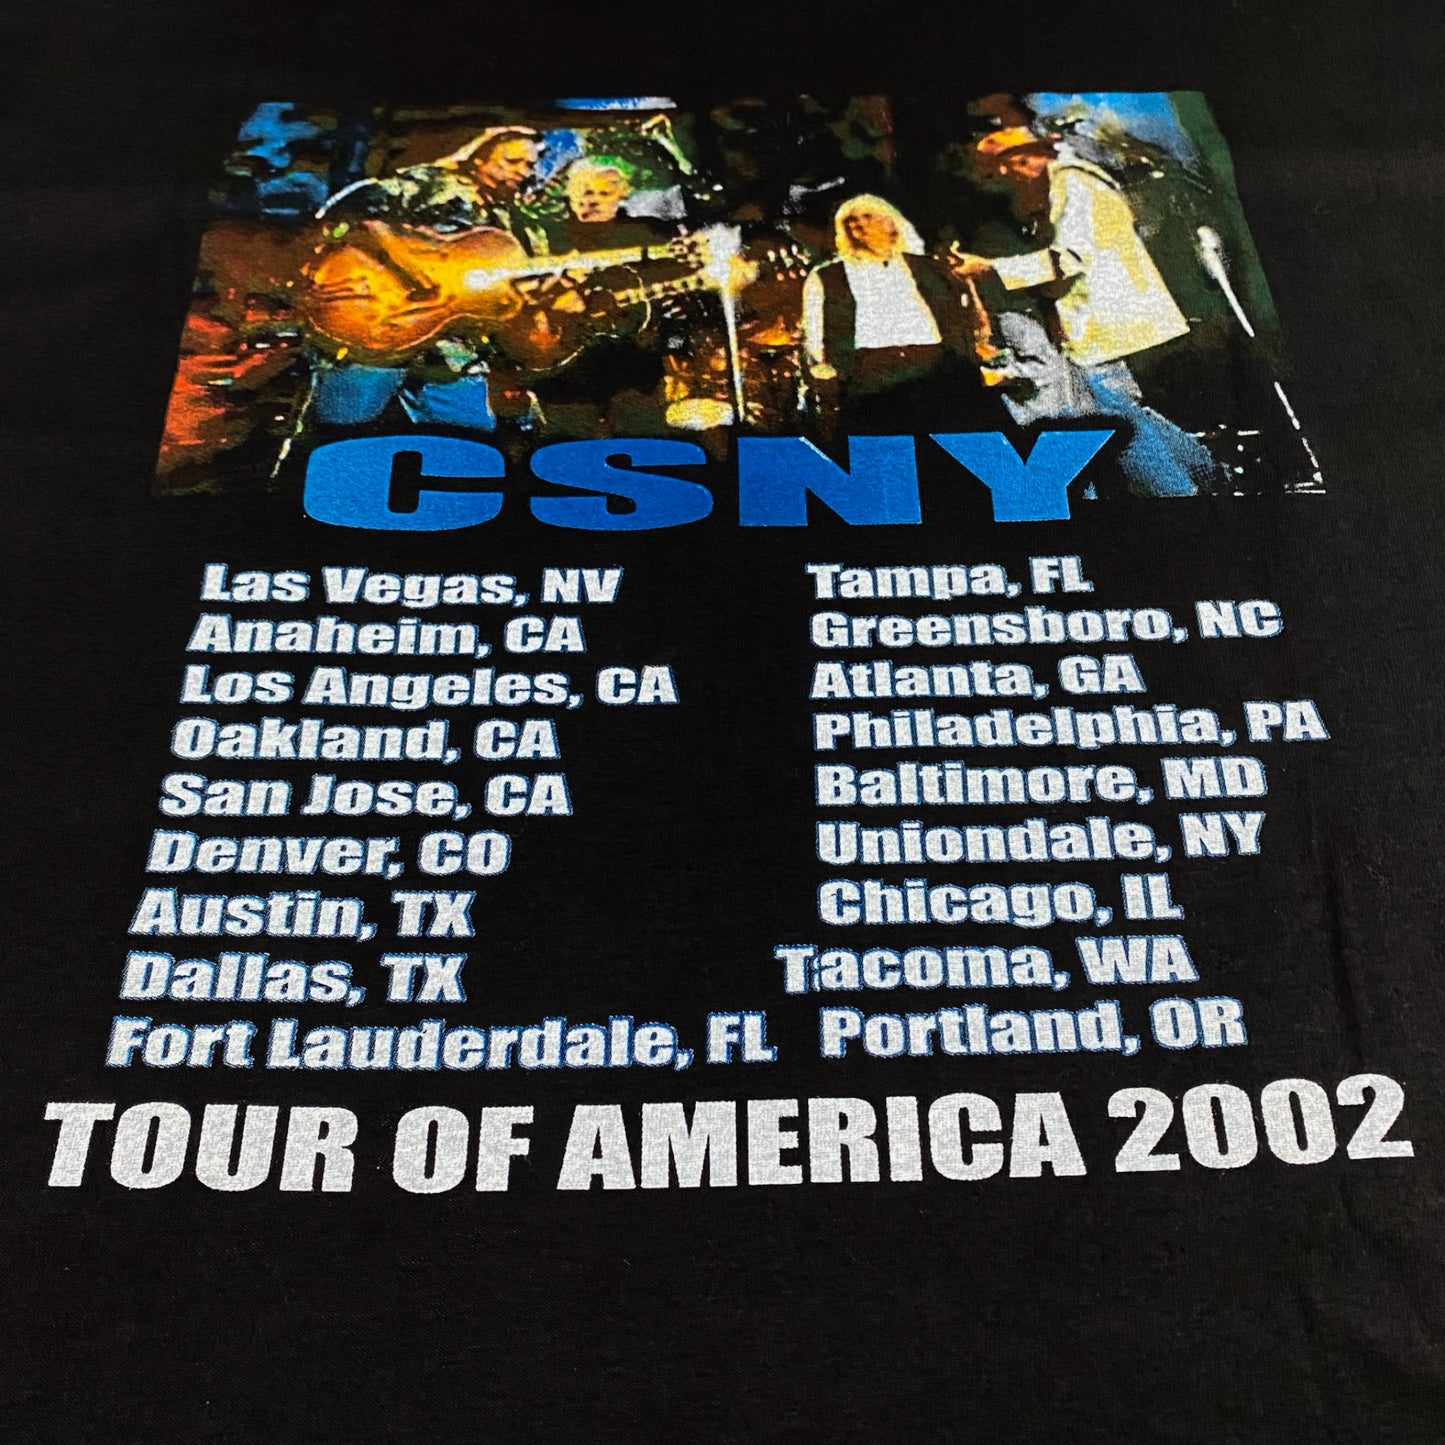 CSNY
Las Vegas, NV
Anaheim, CA
Los Angeles, CA
Oakland, CA
San Jose, CA
Denver, CO
Austin, TX
Dallas, TX
Fort Lauderdale, FL
Tampa, FL
Greensboro, NC
Atlanta, GA
Philadelphia, PA
Baltimore, MD
Uniondale, NY
Chicago, IL
Tacoma, WA
Portland, OR
TOUR OF AMERICA 2002